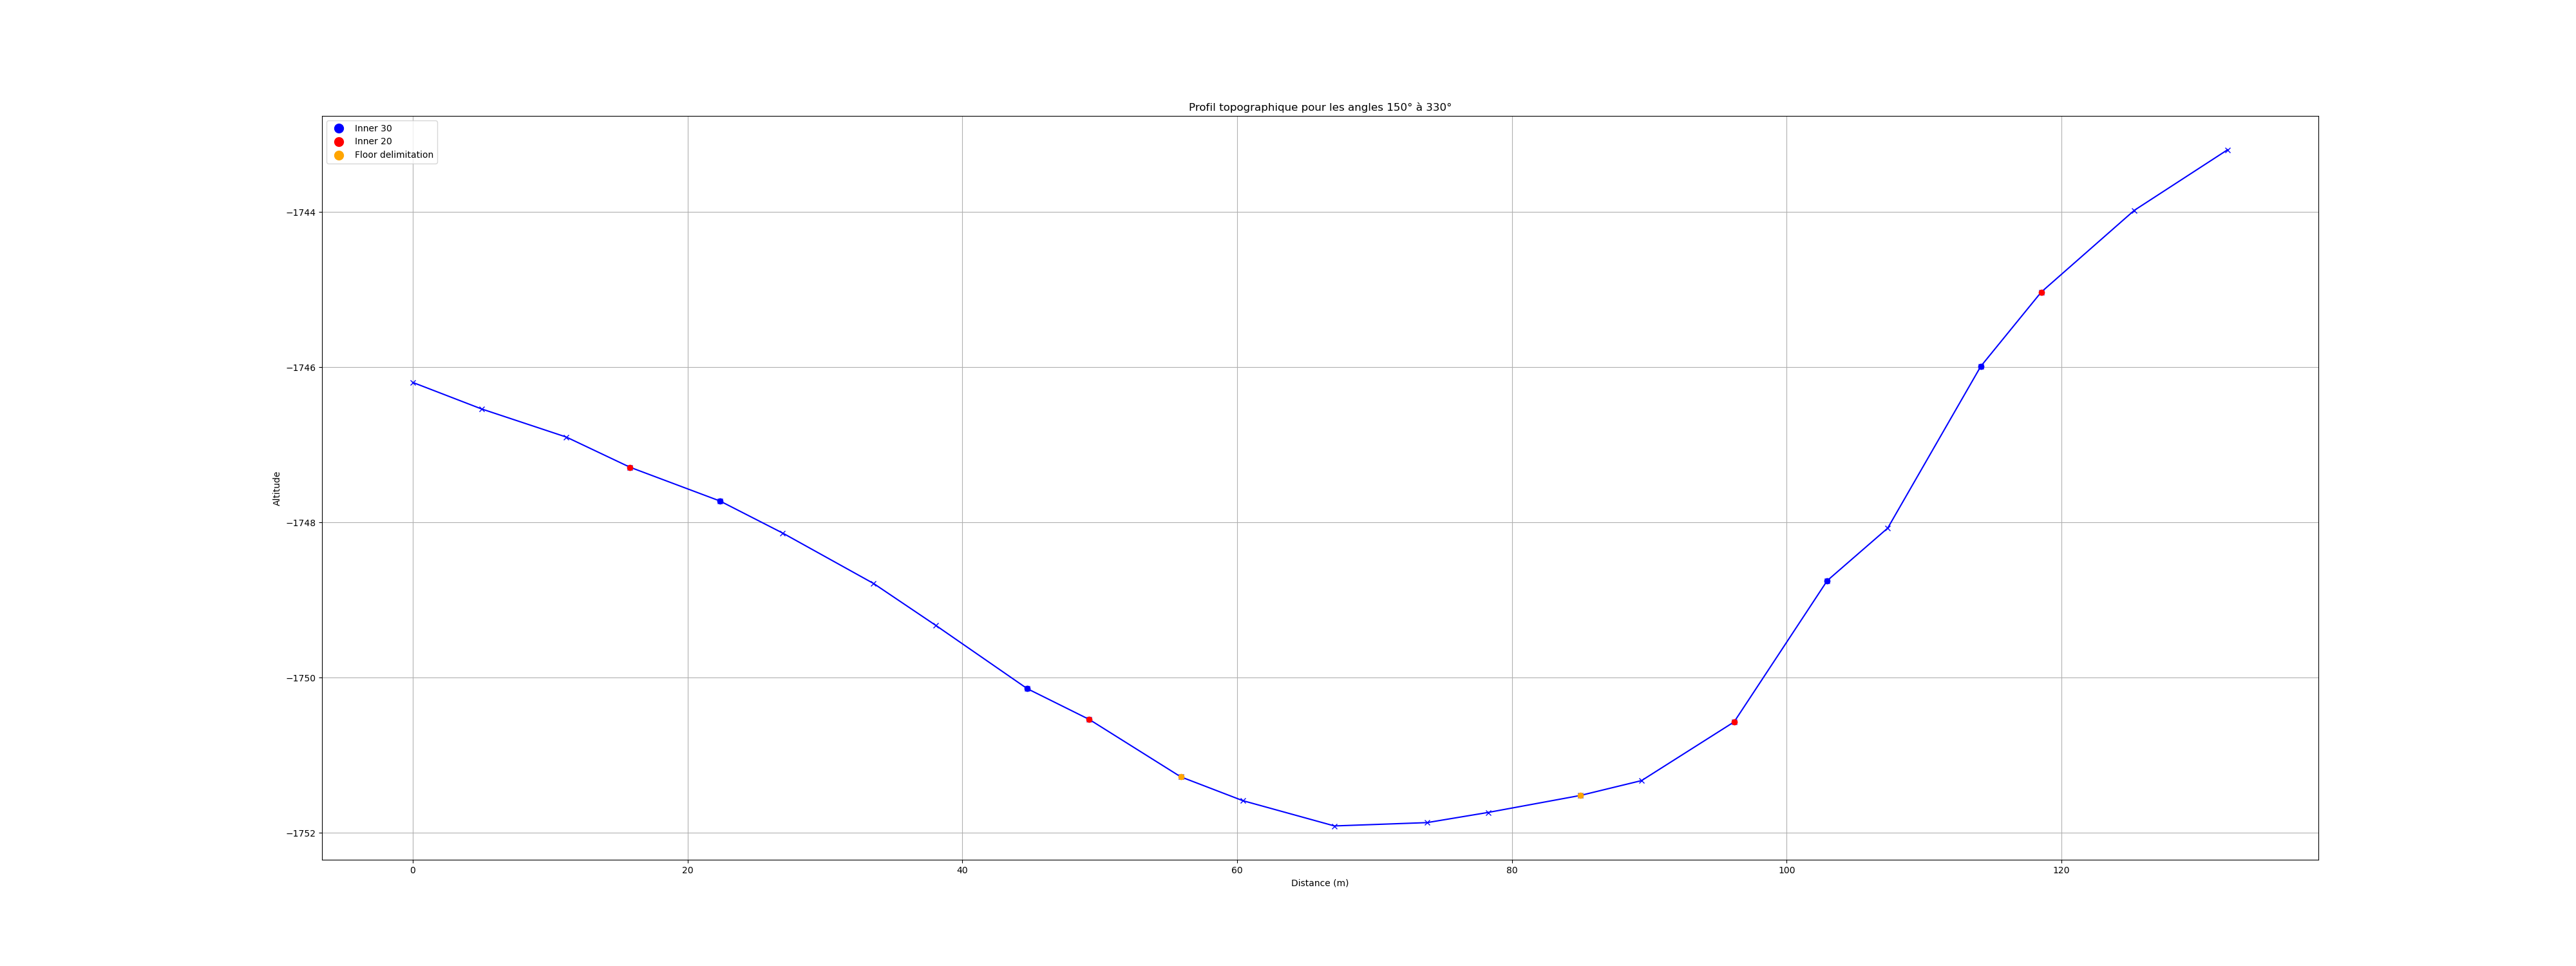 Profil topographique pour les angles 150° à 330°
Inner 30
Inner 20
Floor delimitation
Altitude
−1744
−1746
−1748
−1750
−1752
0 20 40 60 80 100 120
Distance (m)